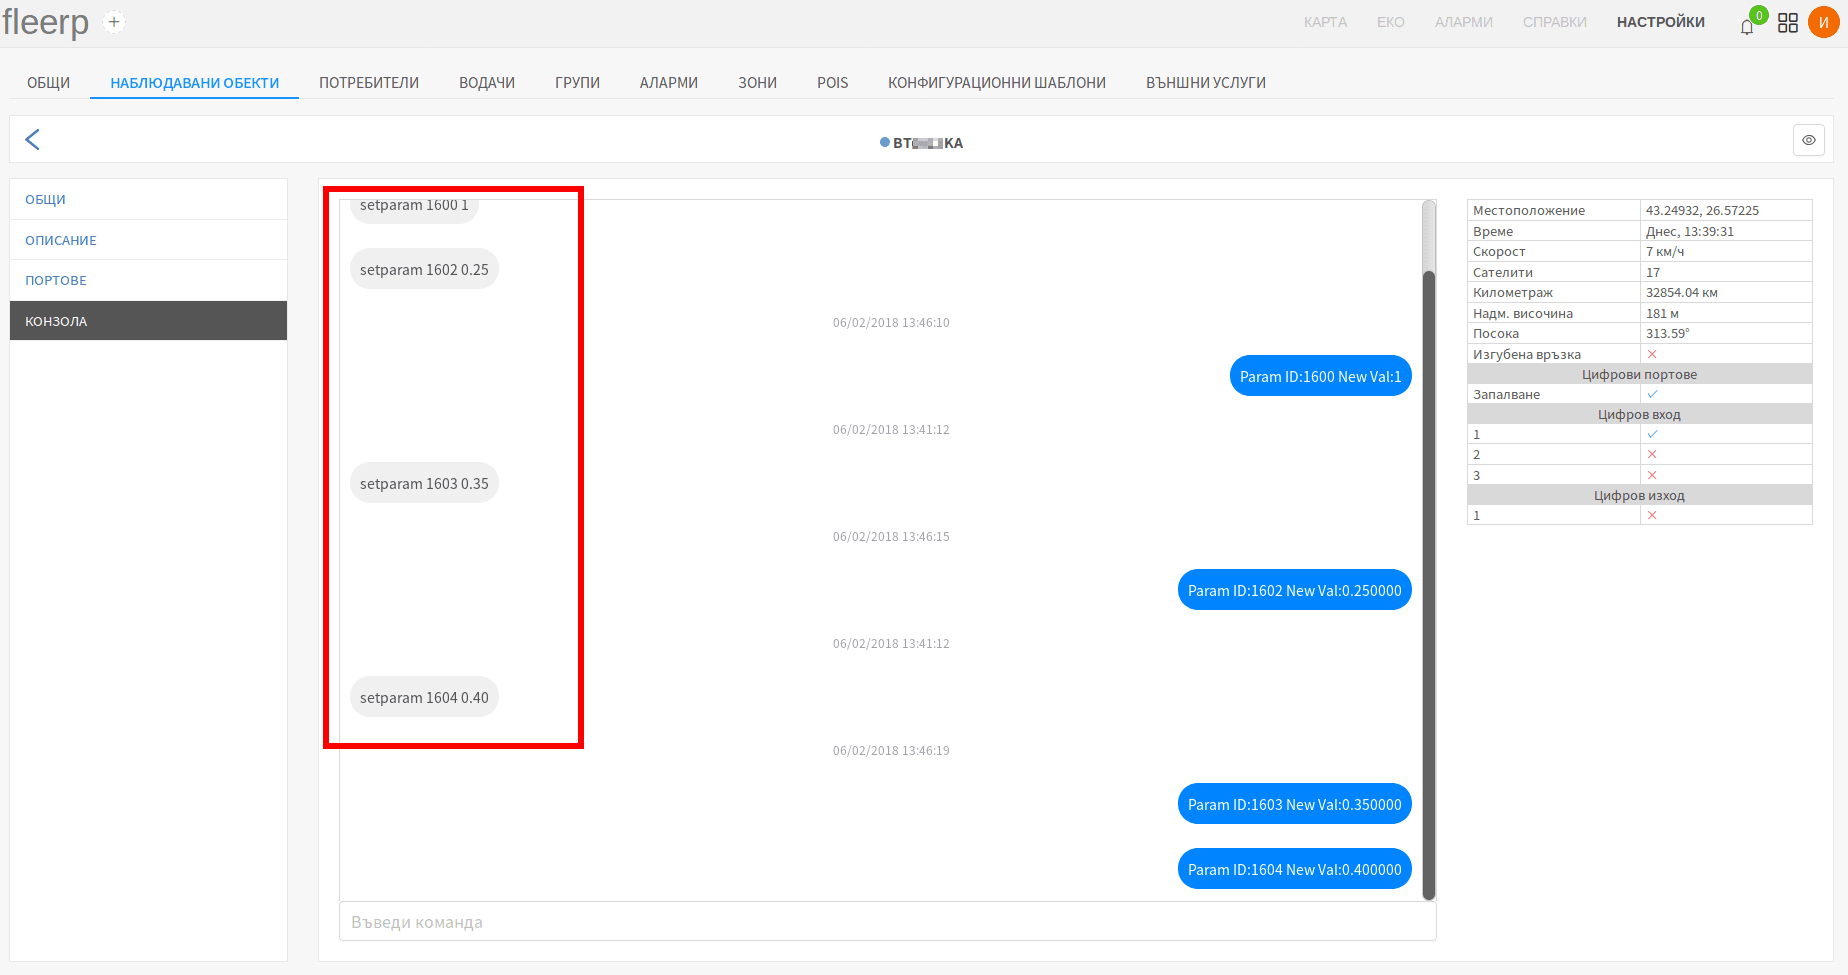 fleerp +
КАРТА ЕКО АЛАРМИ СПРАВКИ НАСТРОЙКИ 0 И
ОБЩИ НАБЛЮДАВАНИ ОБЕКТИ ПОТРЕБИТЕЛИ ВОДАЧИ ГРУПИ АЛАРМИ ЗОНИ POIS КОНФИГУРАЦИОННИ ШАБЛОНИ ВЪНШНИ УСЛУГИ
ОБЩИ
ОПИСАНИЕ
ПОРТОВЕ
КОНЗОЛА
setparam 1600 1
setparam 1602 0.25
06/02/2018 13:46:10
Param ID:1600 New Val:1
06/02/2018 13:41:12
setparam 1603 0.35
06/02/2018 13:46:15
Param ID:1602 New Val:0.250000
06/02/2018 13:41:12
setparam 1604 0.40
06/02/2018 13:46:19
Param ID:1603 New Val:0.350000
Param ID:1604 New Val:0.400000
Въведи команда
Местоположение 43.24932, 26.57225
Време Днес, 13:39:31
Скорост 7 км/ч
Сателити 17
Километраж 32854.04 км
Надм. височина 181 м
Посока 313.59°
Изгубена връзка
Цифрови портове
Запалване
Цифров вход
1
2
3
Цифров изход
1